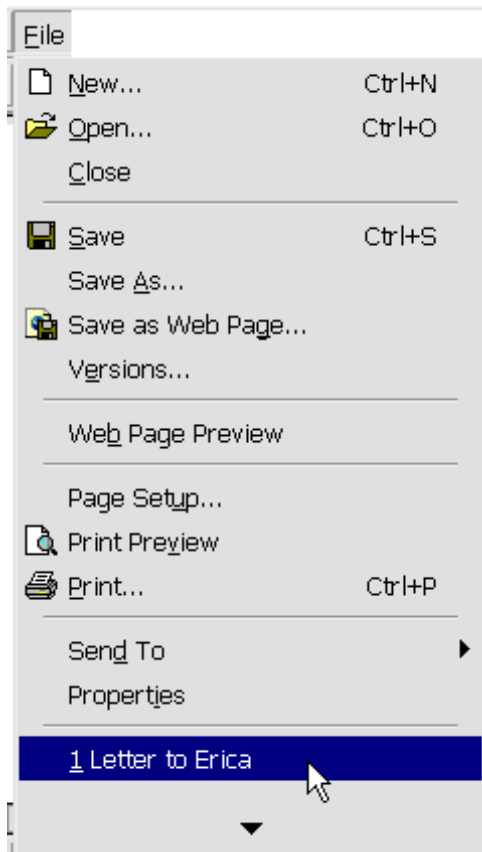 File
New... Ctrl+N
Open... Ctrl+O
Close
Save Ctrl+S
Save As...
Save as Web Page...
Versions...
Web Page Preview
Page Setup...
Print Preview
Print... Ctrl+P
Send To
Properties
1 Letter to Erica